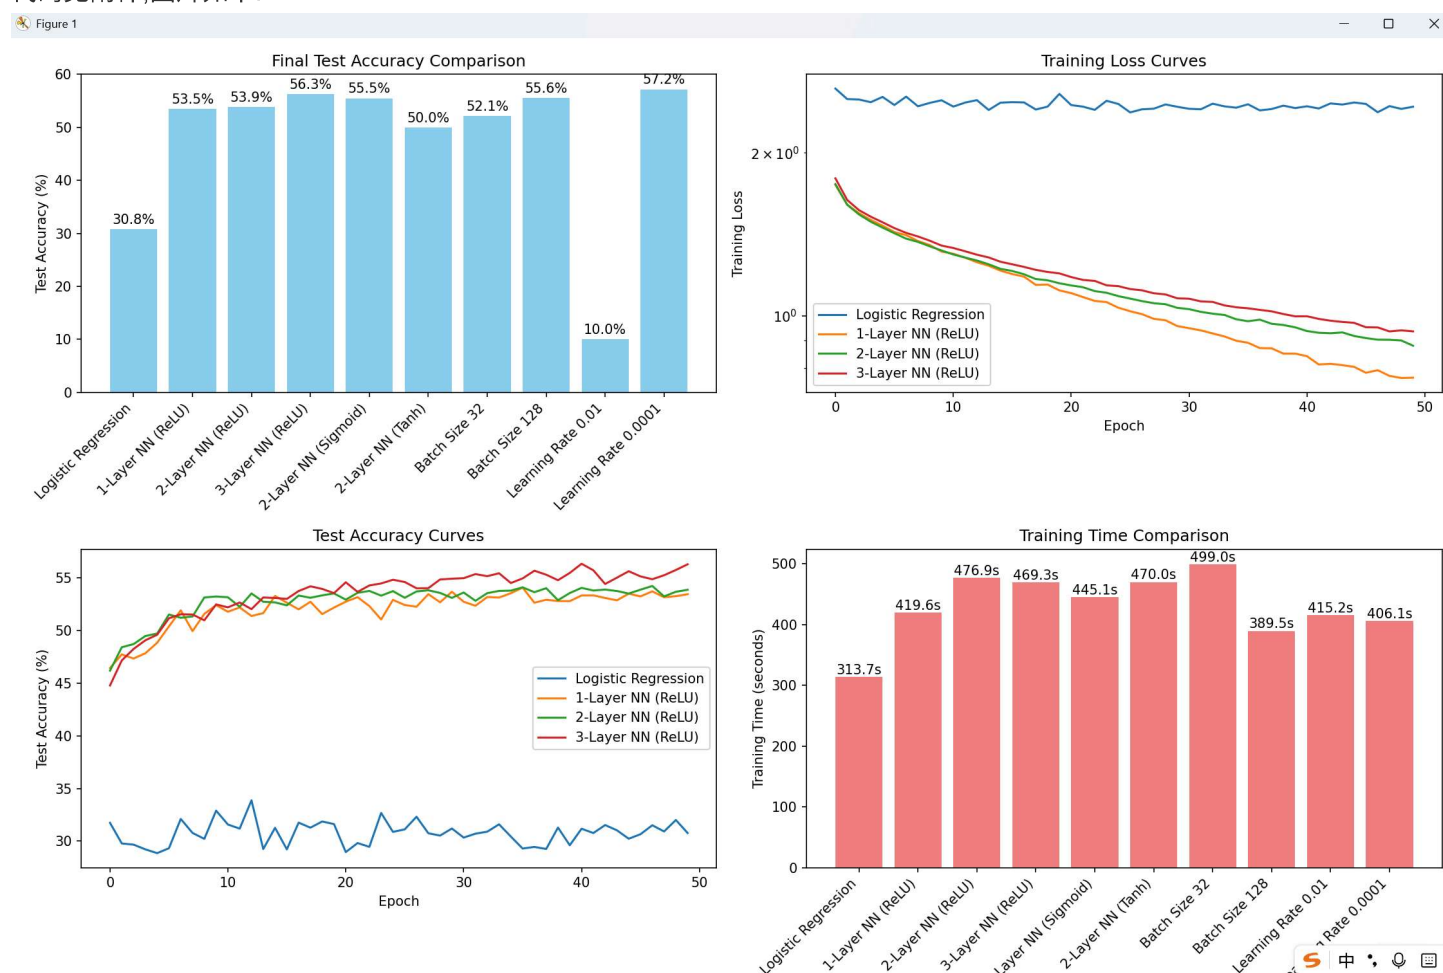 Figure 1
Final Test Accuracy Comparison
Test Accuracy (%)
60
50
40
30
20
10
0
30.8%
53.5%
53.9%
56.3%
55.5%
50.0%
52.1%
55.6%
10.0%
57.2%
Logistic Regression
1-Layer NN (ReLU)
2-Layer NN (ReLU)
3-Layer NN (ReLU)
2-Layer NN (Sigmoid)
2-Layer NN (Tanh)
Batch Size 32
Batch Size 128
Learning Rate 0.01
Learning Rate 0.0001
Training Loss Curves
Training Loss
2 × 10⁰
10⁰
Logistic Regression
1-Layer NN (ReLU)
2-Layer NN (ReLU)
3-Layer NN (ReLU)
0 10 20 30 40 50
Epoch
Test Accuracy Curves
Test Accuracy (%)
55
50
45
40
35
30
Logistic Regression
1-Layer NN (ReLU)
2-Layer NN (ReLU)
3-Layer NN (ReLU)
0 10 20 30 40 50
Epoch
Training Time Comparison
Training Time (seconds)
500
400
300
200
100
0
313.7s
419.6s
476.9s
469.3s
445.1s
470.0s
499.0s
389.5s
415.2s
406.1s
Logistic Regression
1-Layer NN (ReLU)
2-Layer NN (ReLU)
3-Layer NN (ReLU)
Layer NN (Sigmoid)
2-Layer NN (Tanh)
Batch Size 32
Batch Size 128
Learning Rate 0.01
Rate 0.0001
中